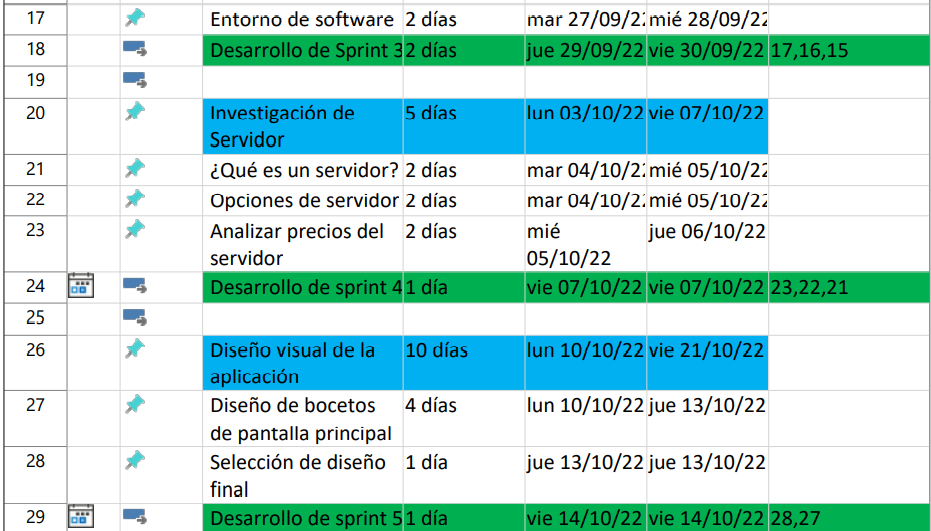 17 Entorno de software 2 días mar 27/09/22 mié 28/09/22
18 Desarrollo de Sprint 3 2 días jue 29/09/22 vie 30/09/22 17,16,15
19
20 Investigación de 5 días lun 03/10/22 vie 07/10/22
Servidor
21 ¿Qué es un servidor? 2 días mar 04/10/22 mié 05/10/22
22 Opciones de servidor 2 días mar 04/10/22 mié 05/10/22
23 Analizar precios del 2 días mié jue 06/10/22
servidor 05/10/22
24 Desarrollo de sprint 4 1 día vie 07/10/22 vie 07/10/22 23,22,21
25
26 Diseño visual de la 10 días lun 10/10/22 vie 21/10/22
aplicación
27 Diseño de bocetos 4 días lun 10/10/22 jue 13/10/22
de pantalla principal
28 Selección de diseño 1 día jue 13/10/22 jue 13/10/22
final
29 Desarrollo de sprint 5 1 día vie 14/10/22 vie 14/10/22 28,27